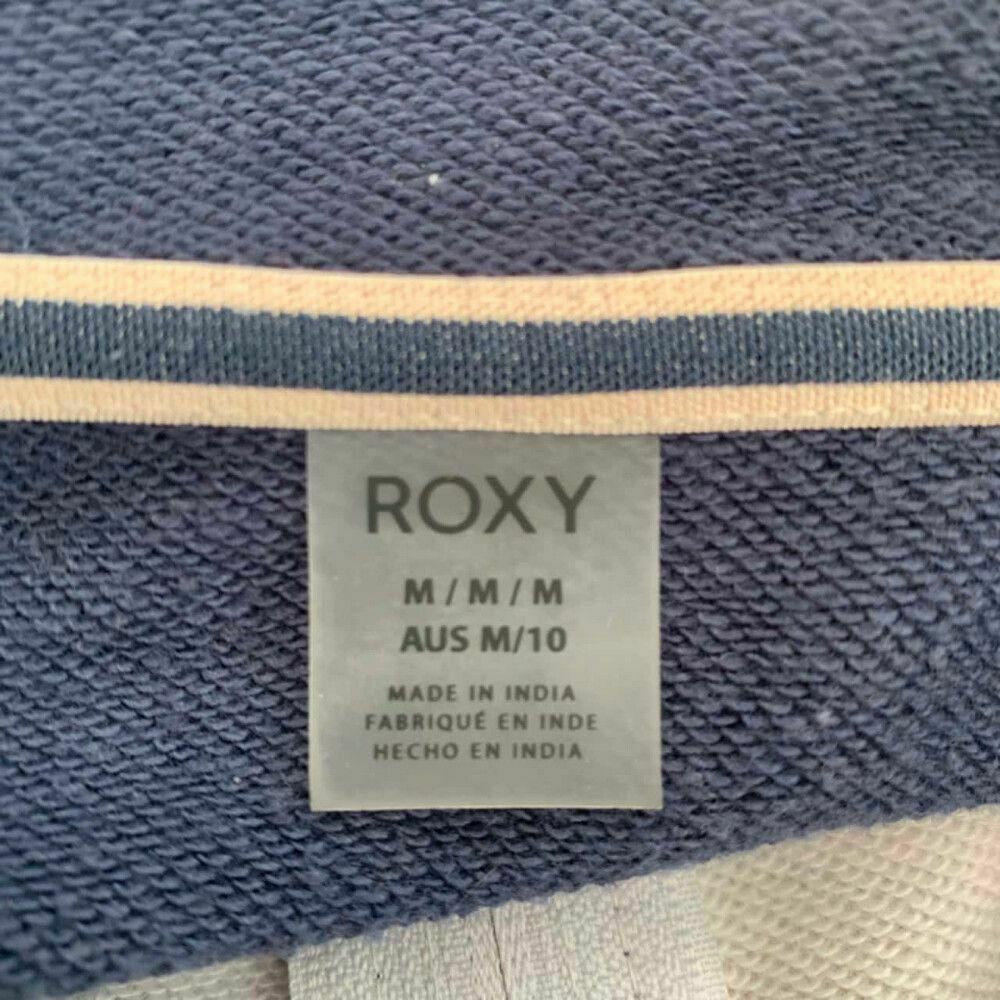 ROXY
M / M / M
AUS M/10
MADE IN INDIA
FABRIQUÉ EN INDE
HECHO EN INDIA